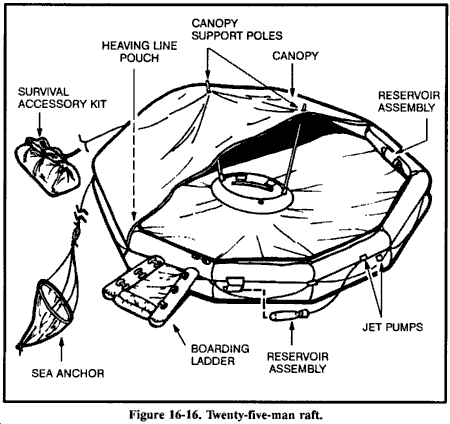 CANOPY
SUPPORT POLES
HEAVING LINE
POUCH
CANOPY
SURVIVAL
ACCESSORY KIT
RESERVOIR
ASSEMBLY
JET PUMPS
BOARDING
LADDER
RESERVOIR
ASSEMBLY
SEA ANCHOR
Figure 16-16. Twenty-five-man raft.